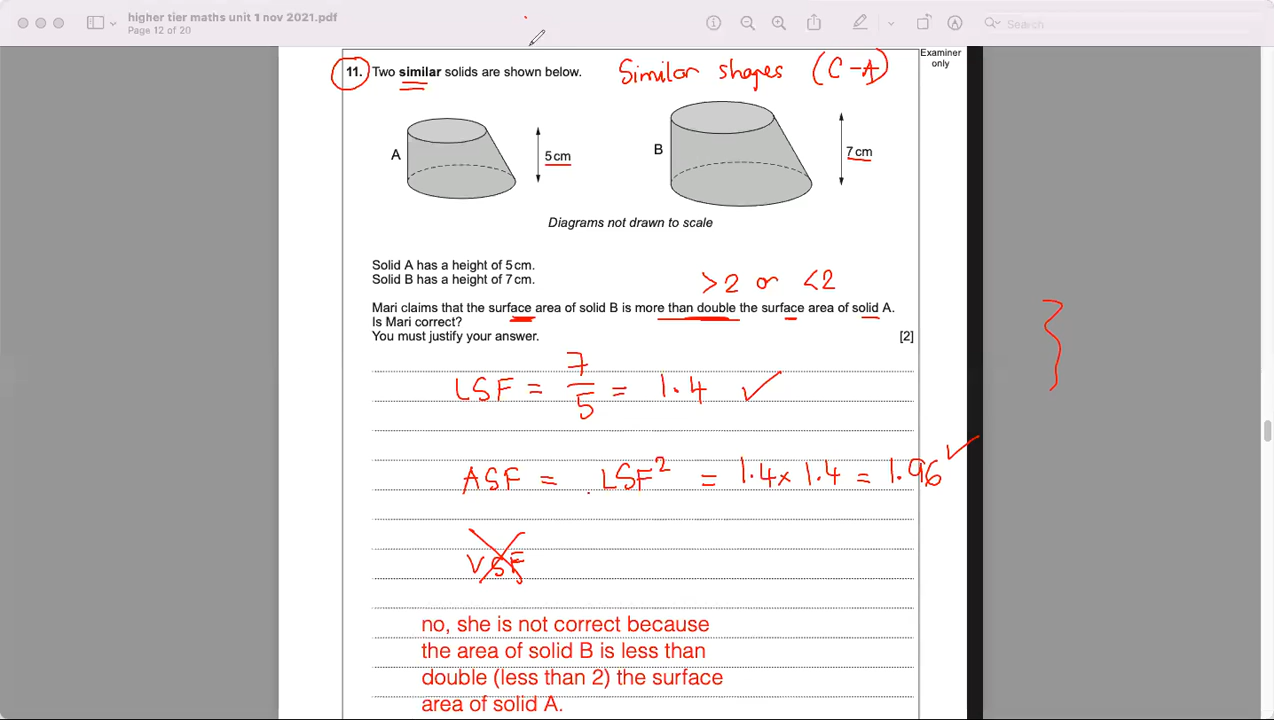 higher tier maths unit 1 nov 2021.pdf
Page 12 of 20
Search
Examiner
only
11. Two similar solids are shown below.
Similar shapes (C-A)
A
5 cm
B
7 cm
Diagrams not drawn to scale
Solid A has a height of 5 cm.
Solid B has a height of 7 cm.
>2 or <2
Mari claims that the surface area of solid B is more than double the surface area of solid A.
Is Mari correct?
You must justify your answer. [2]
LSF = 7/5 = 1.4 ✓
ASF = LSF² = 1.4 × 1.4 = 1.96 ✓
VSF
no, she is not correct because
the area of solid B is less than
double (less than 2) the surface
area of solid A.